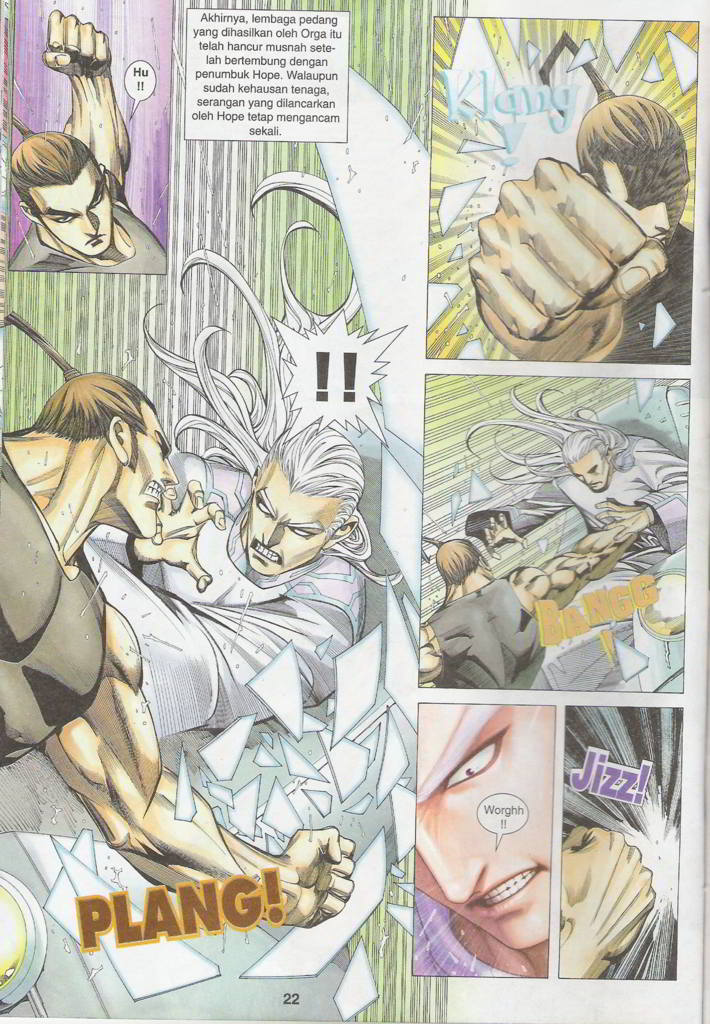 Akhirnya, lembaga pedang
yang dihasilkan oleh Orga itu
telah hancur musnah sete-
lah bertembung dengan
penumbuk Hope. Walaupun
sudah kehausan tenaga,
serangan yang dilancarkan
oleh Hope tetap mengancam
sekali.
Hu
!!
!!
PLANG!
Klang
!
BANGG
!
Worghh
!!
Jizz!
22